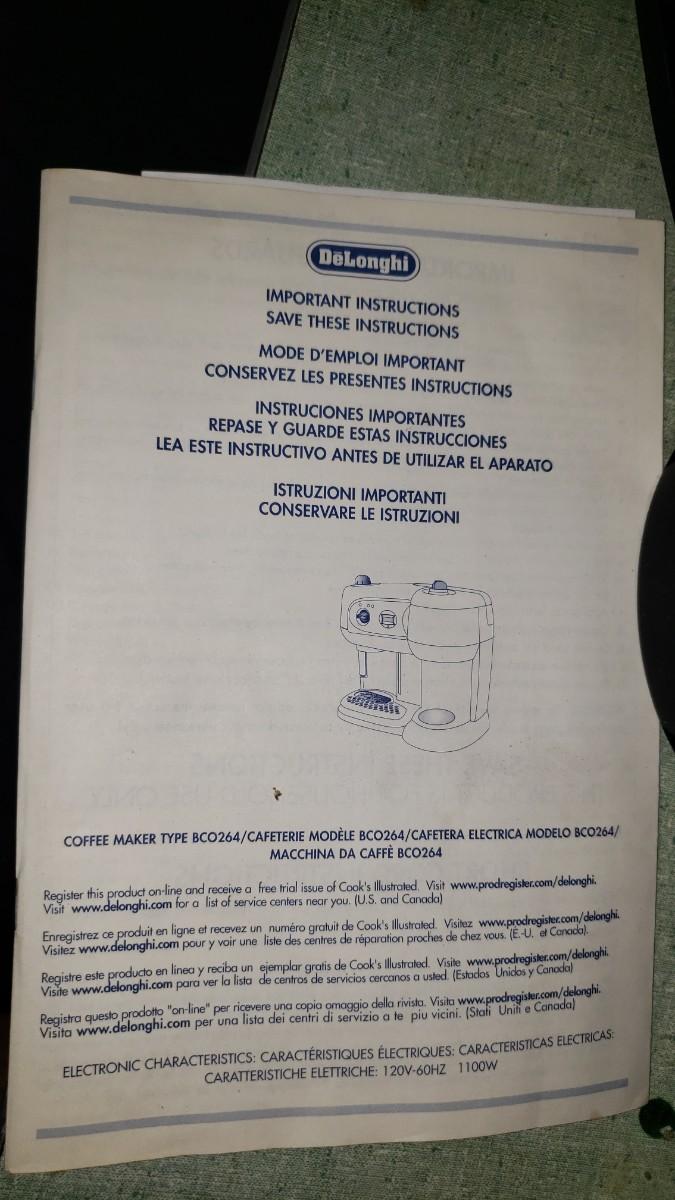 DeLonghi
IMPORTANT INSTRUCTIONS
SAVE THESE INSTRUCTIONS
MODE D'EMPLOI IMPORTANT
CONSERVEZ LES PRESENTES INSTRUCTIONS
INSTRUCIONES IMPORTANTES
REPASE Y GUARDE ESTAS INSTRUCCIONES
LEA ESTE INSTRUCTIVO ANTES DE UTILIZAR EL APARATO
ISTRUZIONI IMPORTANTI
CONSERVARE LE ISTRUZIONI
COFFEE MAKER TYPE BCO264/CAFETERIE MODÈLE BCO264/CAFETERA ELECTRICA MODELO BCO264/
MACCHINA DA CAFFÈ BCO264
Register this product on-line and receive a free trial issue of Cook's Illustrated. Visit www.prodregister.com/delonghi.
Visit www.delonghi.com for a list of service centers near you. (U.S. and Canada)
Enregistrez ce produit en ligne et recevez un numéro gratuit de Cook's Illustrated. Visitez www.prodregister.com/delonghi.
Visitez www.delonghi.com pour y voir une liste des centres de réparation proches de chez vous. (É.-U. et Canada).
Registre este producto en linea y reciba un ejemplar gratis de Cook's Illustrated. Visite www.prodregister.com/delonghi.
Visite www.delonghi.com para ver la lista de centros de servicios cercanos a usted. (Estados Unidos y Canada)
Registra questo prodotto "on-line" per ricevere una copia omaggio della rivista. Visita www.prodregister.com/delonghi.
Visita www.delonghi.com per una lista dei centri di servizio a te piu vicini. (Stati Uniti e Canada)
ELECTRONIC CHARACTERISTICS: CARACTÉRISTIQUES ÉLECTRIQUES: CARACTERISTICAS ELECTRICAS:
CARATTERISTICHE ELETTRICHE: 120V-60HZ 1100W